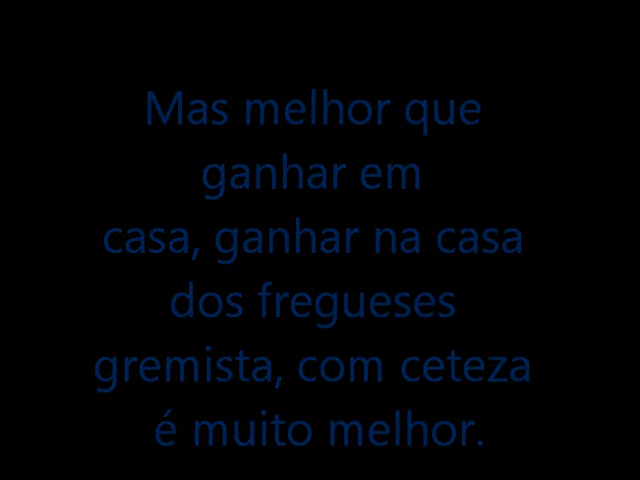 Mas melhor que
ganhar em
casa, ganhar na casa
dos fregueses
gremista, com ceteza
é muito melhor.